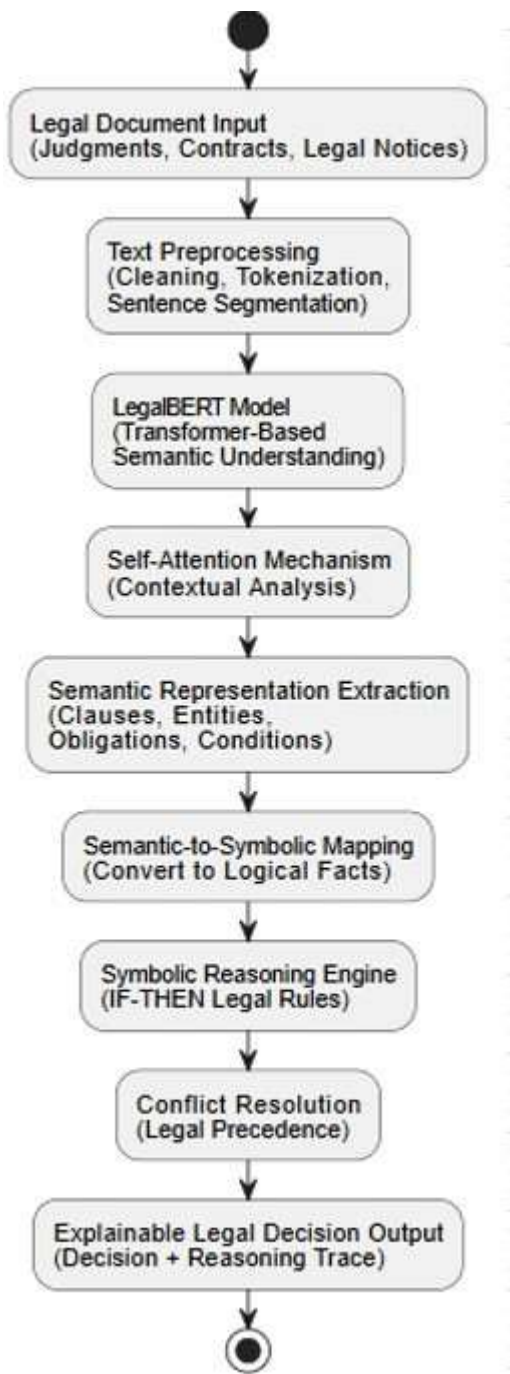 Legal Document Input
(Judgments, Contracts, Legal Notices)
Text Preprocessing
(Cleaning, Tokenization,
Sentence Segmentation)
LegalBERT Model
(Transformer-Based
Semantic Understanding)
Self-Attention Mechanism
(Contextual Analysis)
Semantic Representation Extraction
(Clauses, Entities,
Obligations, Conditions)
Semantic-to-Symbolic Mapping
(Convert to Logical Facts)
Symbolic Reasoning Engine
(IF-THEN Legal Rules)
Conflict Resolution
(Legal Precedence)
Explainable Legal Decision Output
(Decision + Reasoning Trace)